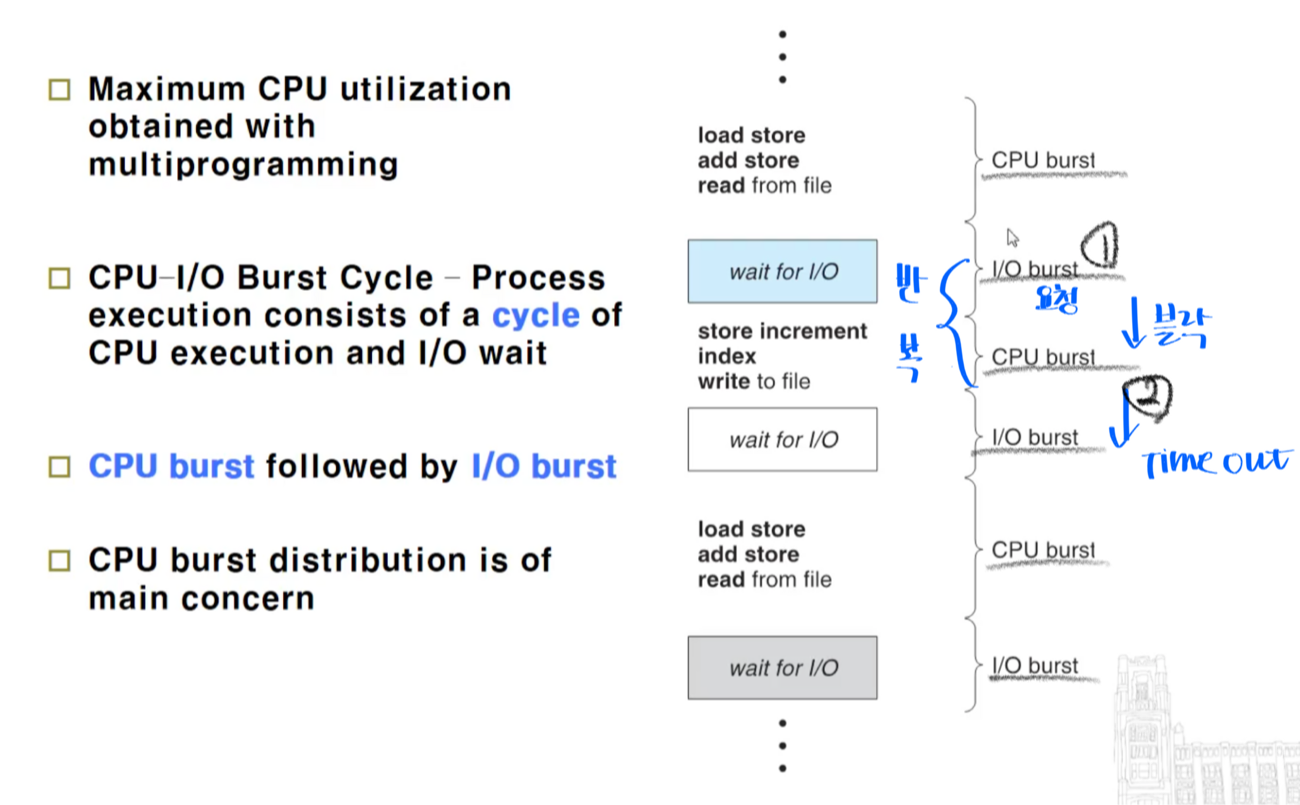 Maximum CPU utilization
obtained with
multiprogramming
CPU–I/O Burst Cycle – Process
execution consists of a cycle of
CPU execution and I/O wait
CPU burst followed by I/O burst
CPU burst distribution is of
main concern
load store
add store
read from file
CPU burst
wait for I/O
I/O burst
①
요청
반
복
store increment
index
write to file
CPU burst
블락
②
wait for I/O
I/O burst
Time out
load store
add store
read from file
CPU burst
wait for I/O
I/O burst